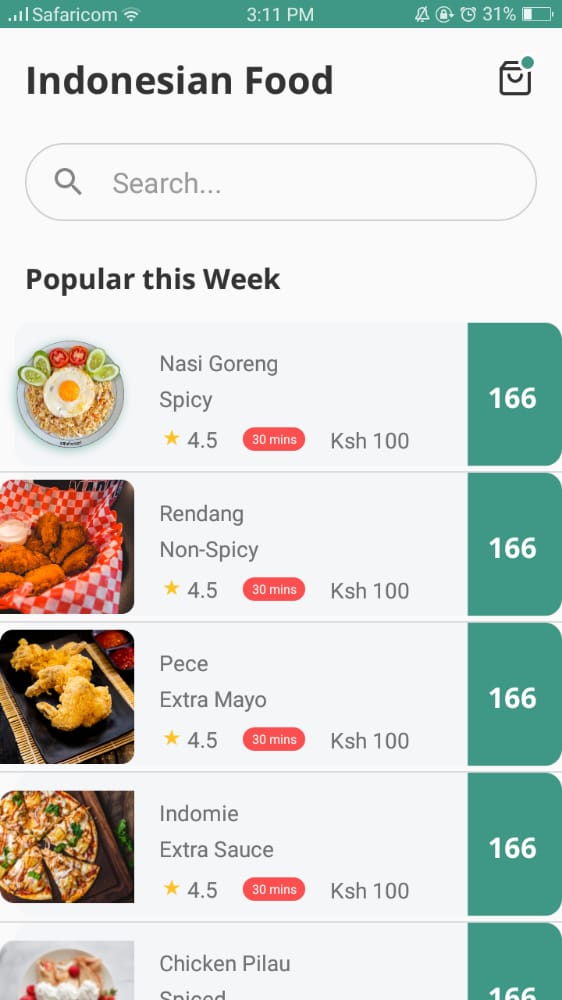 Safaricom 3:11 PM 31%
Indonesian Food
Search...
Popular this Week
Nasi Goreng
Spicy
4.5 30 mins Ksh 100
166
Rendang
Non-Spicy
4.5 30 mins Ksh 100
166
Pece
Extra Mayo
4.5 30 mins Ksh 100
166
Indomie
Extra Sauce
4.5 30 mins Ksh 100
166
Chicken Pilau
Spiced
166